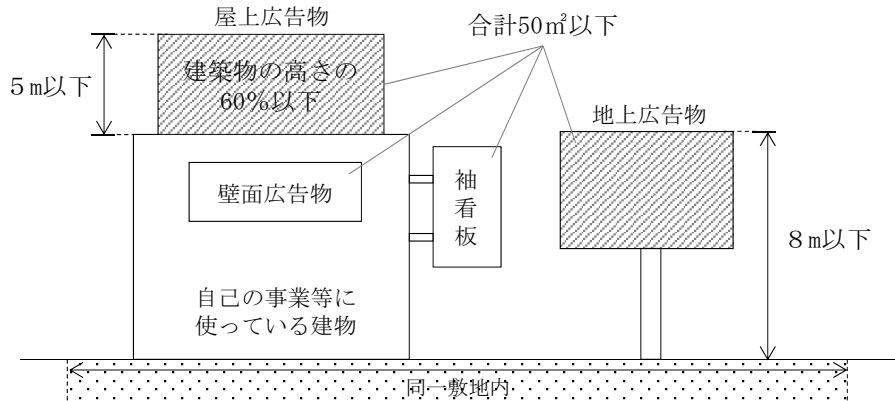 屋上広告物
合計50㎡以下
5m以下
建築物の高さの
60%以下
地上広告物
壁面広告物
袖看板
8m以下
自己の事業等に
使っている建物
同一敷地内